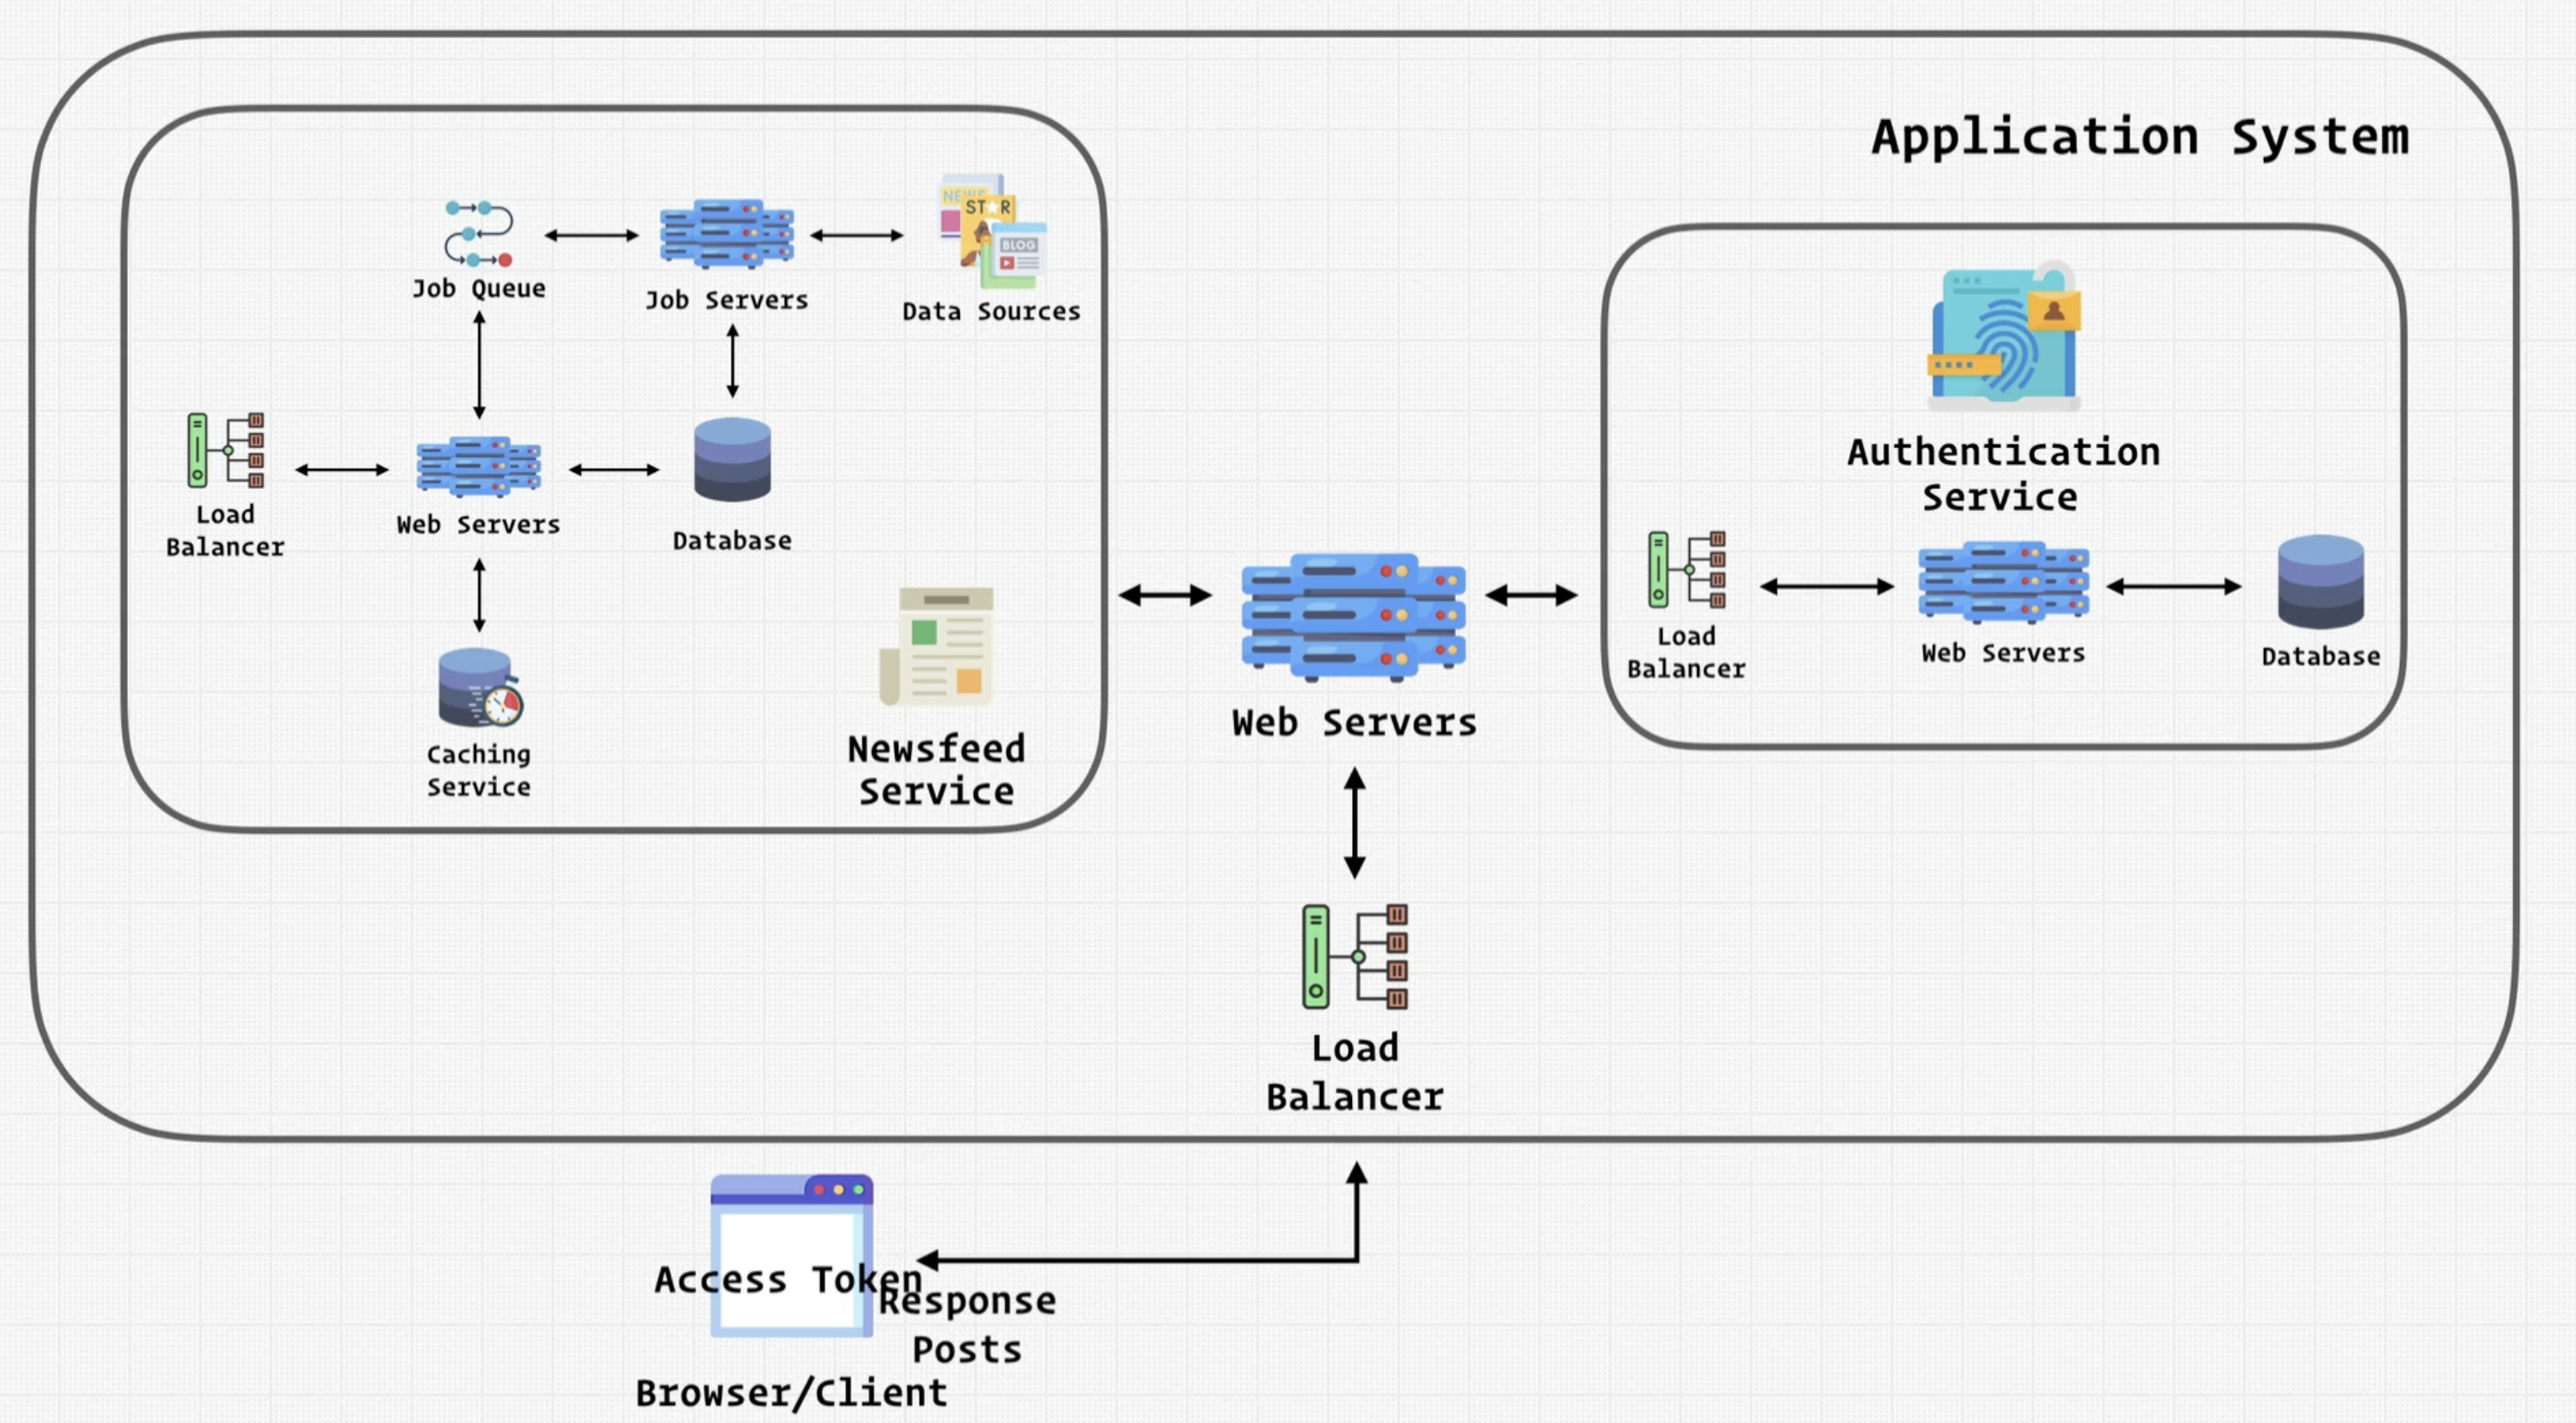 Application System
NEWS
STAR
BLOG
Job Queue
Job Servers
Data Sources
Load
Balancer
Web Servers
Database
Caching
Service
Newsfeed
Service
Web Servers
Authentication
Service
Load
Balancer
Web Servers
Database
Load
Balancer
Access Token
Response
Posts
Browser/Client